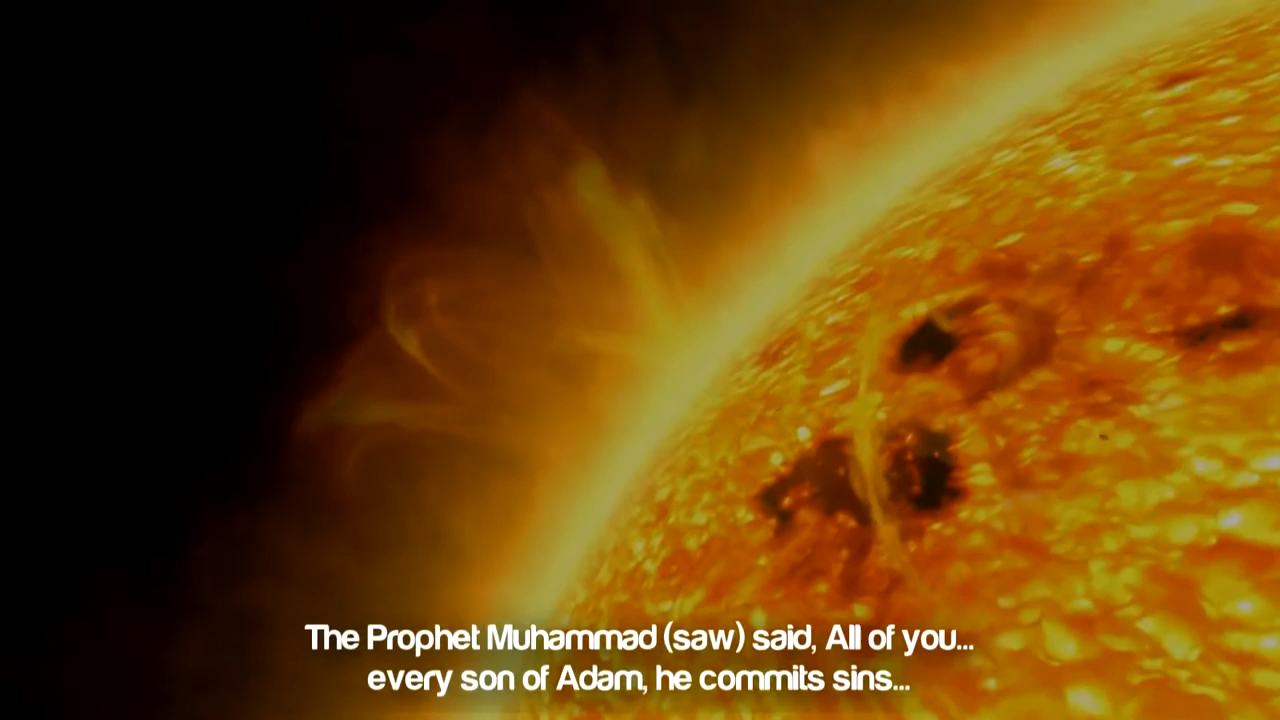 The Prophet Muhammad (saw) said, All of you...
every son of Adam, he commits sins...